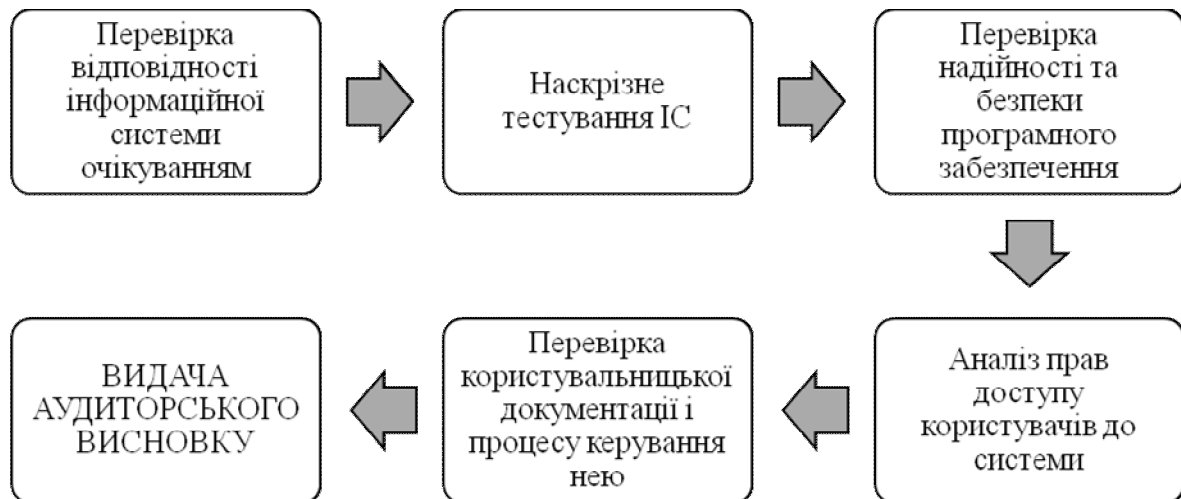 Перевірка
відповідності
інформаційної
системи
очікуванням
Наскрізне
тестування ІС
Перевірка
надійності та
безпеки
програмного
забезпечення
Аналіз прав
доступу
користувачів до
системи
Перевірка
користувальницької
документації і
процесу керування
нею
ВИДАЧА
АУДИТОРСЬКОГО
ВИСНОВКУ